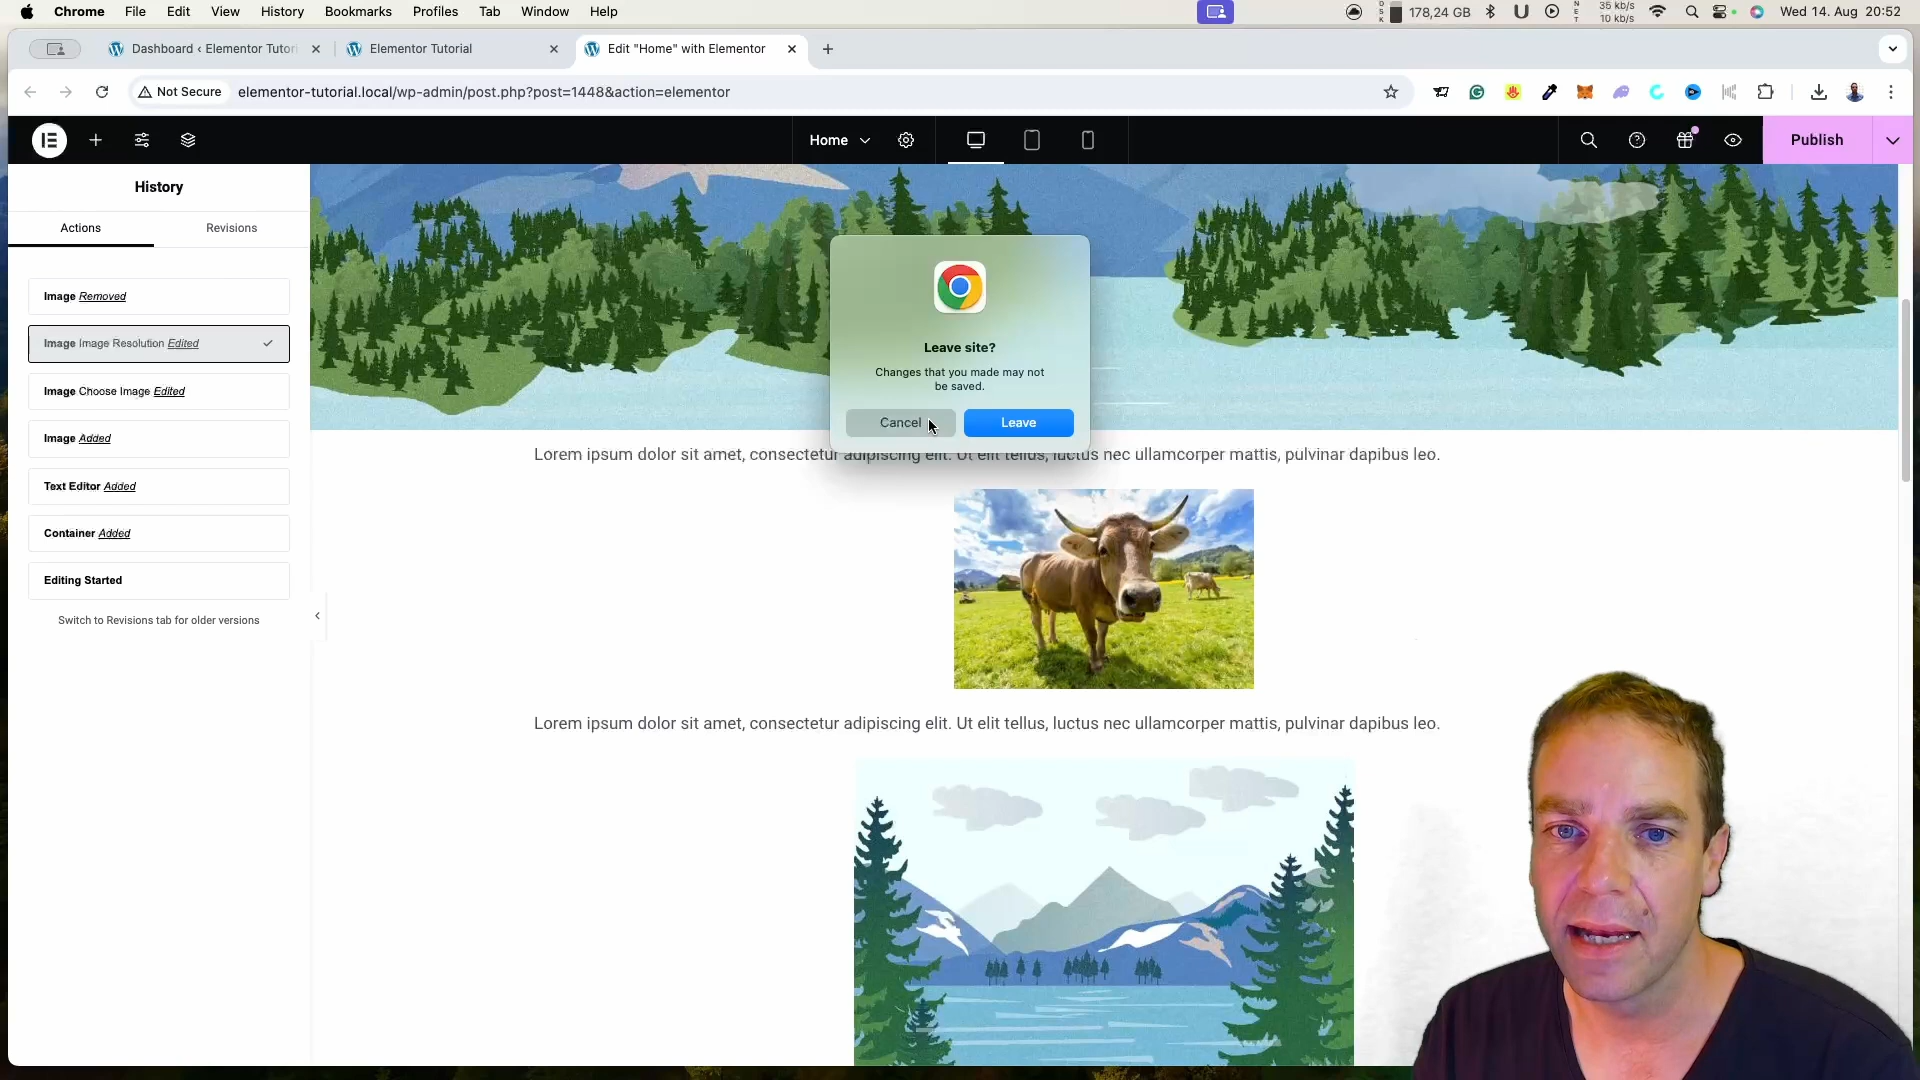 Chrome File Edit View History Bookmarks Profiles Tab Window Help
178,24 GB
35 kb/s
10 kb/s
Wed 14. Aug 20:52
Dashboard ‹ Elementor Tutori
Elementor Tutorial
Edit "Home" with Elementor
Not Secure
elementor-tutorial.local/wp-admin/post.php?post=1448&action=elementor
Home
Publish
History
Actions
Revisions
Image Removed
Image Image Resolution Edited
Image Choose Image Edited
Image Added
Text Editor Added
Container Added
Editing Started
Switch to Revisions tab for older versions
Leave site?
Changes that you made may not
be saved.
Cancel
Leave
Lorem ipsum dolor sit amet, consectetur adipiscing elit. Ut elit tellus, luctus nec ullamcorper mattis, pulvinar dapibus leo.
Lorem ipsum dolor sit amet, consectetur adipiscing elit. Ut elit tellus, luctus nec ullamcorper mattis, pulvinar dapibus leo.